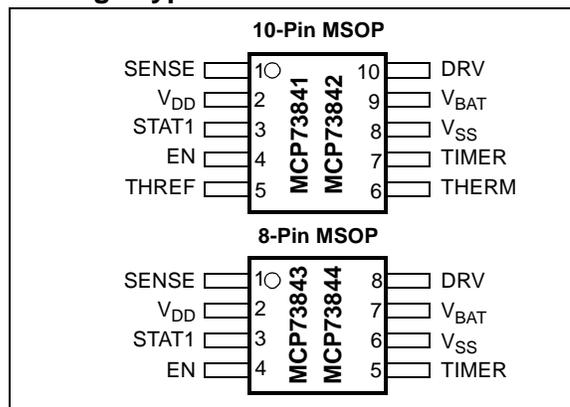 10-Pin MSOP
SENSE 1 10 DRV
VDD 2 9 VBAT
STAT1 3 8 VSS
EN 4 7 TIMER
THREF 5 6 THERM
MCP73841
MCP73842
8-Pin MSOP
SENSE 1 8 DRV
VDD 2 7 VBAT
STAT1 3 6 VSS
EN 4 5 TIMER
MCP73843
MCP73844